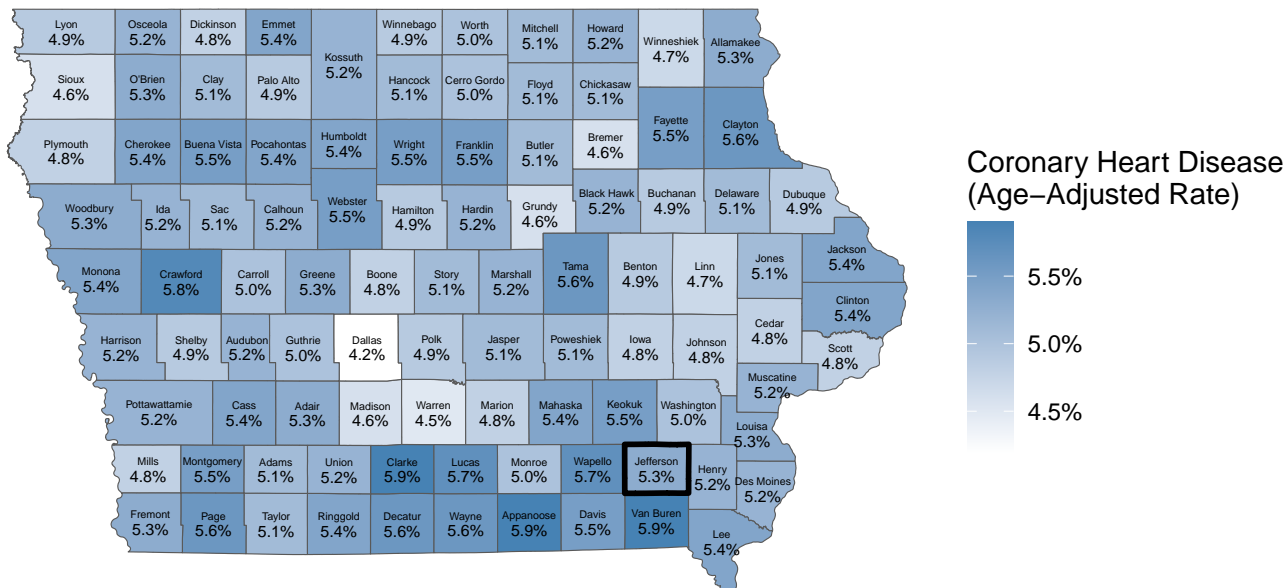 Lyon
4.9%
Osceola
5.2%
Dickinson
4.8%
Emmet
5.4%
Kossuth
5.2%
Winnebago
4.9%
Worth
5.0%
Mitchell
5.1%
Howard
5.2%
Winneshiek
4.7%
Allamakee
5.3%
Sioux
4.6%
O'Brien
5.3%
Clay
5.1%
Palo Alto
4.9%
Hancock
5.1%
Cerro Gordo
5.0%
Floyd
5.1%
Chickasaw
5.1%
Plymouth
4.8%
Cherokee
5.4%
Buena Vista
5.5%
Pocahontas
5.4%
Humboldt
5.4%
Wright
5.5%
Franklin
5.5%
Butler
5.1%
Bremer
4.6%
Fayette
5.5%
Clayton
5.6%
Woodbury
5.3%
Ida
5.2%
Sac
5.1%
Calhoun
5.2%
Webster
5.5%
Hamilton
4.9%
Hardin
5.2%
Grundy
4.6%
Black Hawk
5.2%
Buchanan
4.9%
Delaware
5.1%
Dubuque
4.9%
Monona
5.4%
Crawford
5.8%
Carroll
5.0%
Greene
5.3%
Boone
4.8%
Story
5.1%
Marshall
5.2%
Tama
5.6%
Benton
4.9%
Linn
4.7%
Jones
5.1%
Jackson
5.4%
Clinton
5.4%
Harrison
5.2%
Shelby
4.9%
Audubon
5.2%
Guthrie
5.0%
Dallas
4.2%
Polk
4.9%
Jasper
5.1%
Poweshiek
5.1%
Iowa
4.8%
Johnson
4.8%
Cedar
4.8%
Scott
4.8%
Muscatine
5.2%
Pottawattamie
5.2%
Cass
5.4%
Adair
5.3%
Madison
4.6%
Warren
4.5%
Marion
4.8%
Mahaska
5.4%
Keokuk
5.5%
Washington
5.0%
Louisa
5.3%
Mills
4.8%
Montgomery
5.5%
Adams
5.1%
Union
5.2%
Clarke
5.9%
Lucas
5.7%
Monroe
5.0%
Wapello
5.7%
Jefferson
5.3%
Henry
5.2%
Des Moines
5.2%
Fremont
5.3%
Page
5.6%
Taylor
5.1%
Ringgold
5.4%
Decatur
5.6%
Wayne
5.6%
Appanoose
5.9%
Davis
5.5%
Van Buren
5.9%
Lee
5.4%
Coronary Heart Disease
(Age−Adjusted Rate)
5.5%
5.0%
4.5%